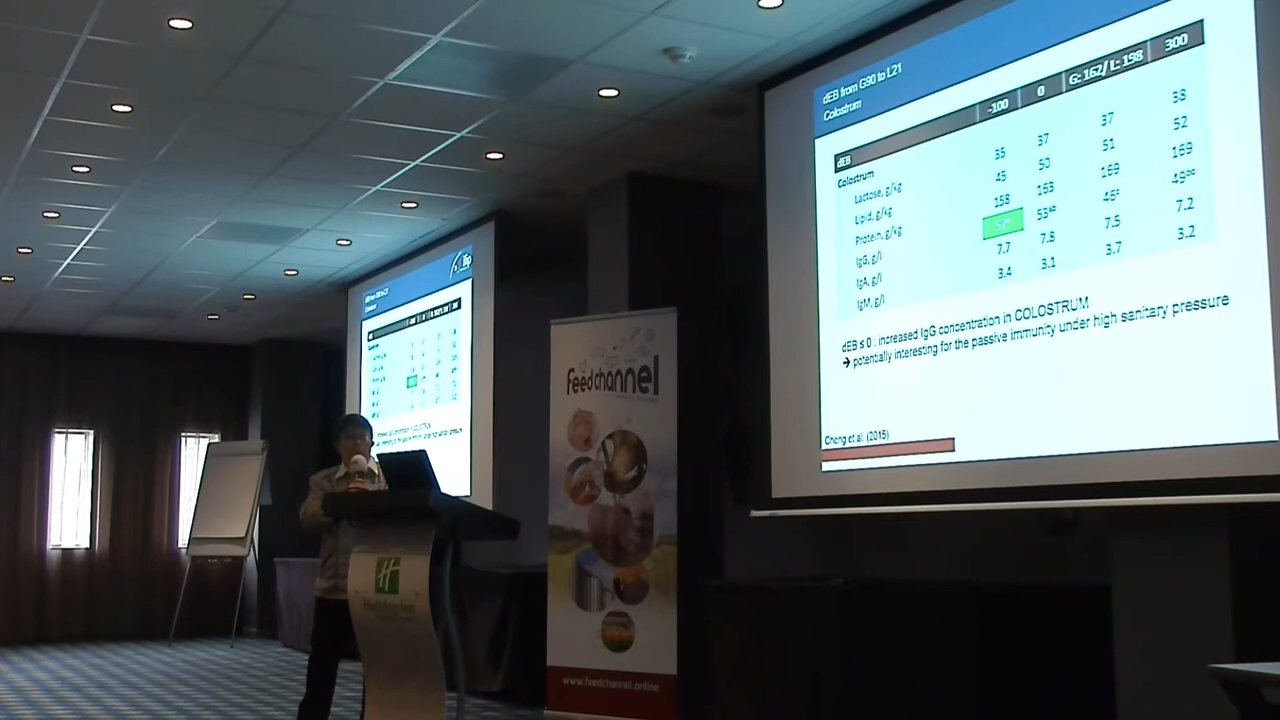 dEB from G90 to L21
Colostrum
dEB -100 0 G: 162/ L: 198 300
Colostrum
Lactose, g/kg 35 37 37 38
Lipid, g/kg 45 50 51 52
Protein, g/kg 158 163 169 169
IgG, g/l 53ᵃᵇ 46ᶜ 49ᵇᶜ
IgA, g/l 7.7 7.8 7.5 7.2
IgM, g/l 3.4 3.1 3.7 3.2
dEB ≤ 0 : increased IgG concentration in COLOSTRUM
➔ potentially interesting for the passive immunity under high sanitary pressure
Cheng et al. (2015)
feedchannel
www.feedchannel.online
H
Holiday Inn